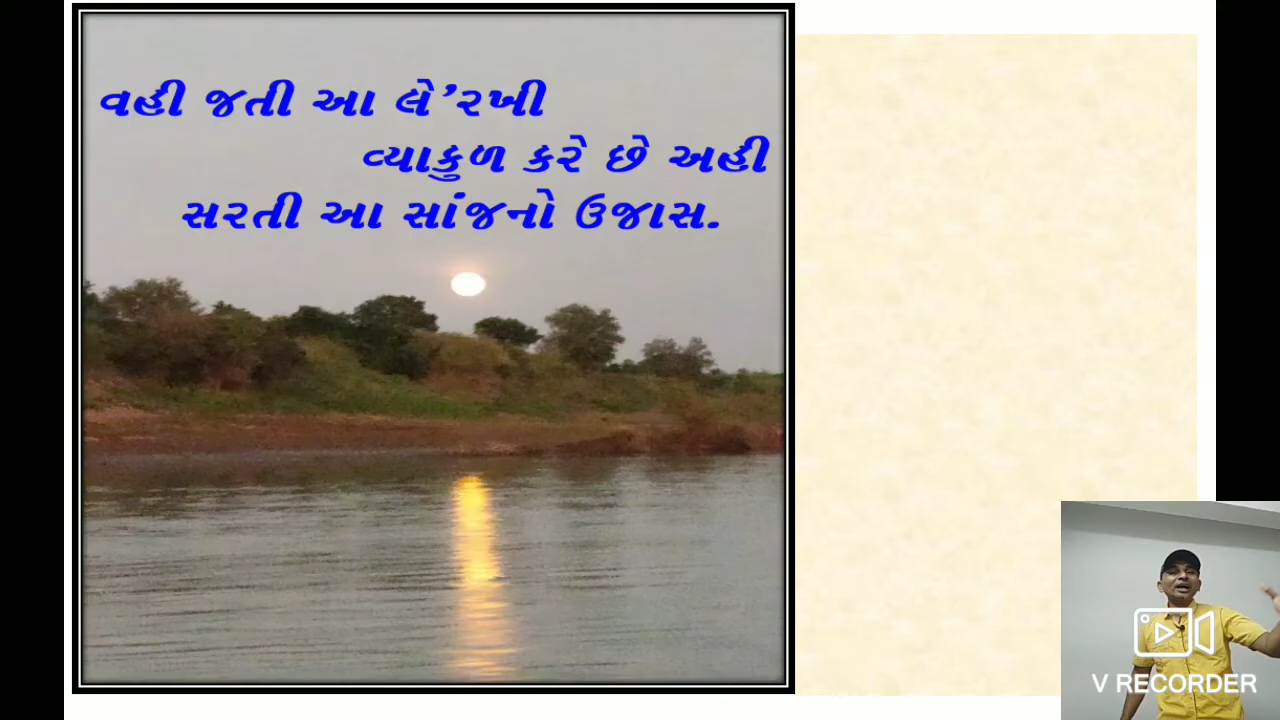 વહી જતી આ લે’રખી
વ્યાકુળ કરે છે અહી
સરતી આ સાંજનો ઉજાસ.
V RECORDER